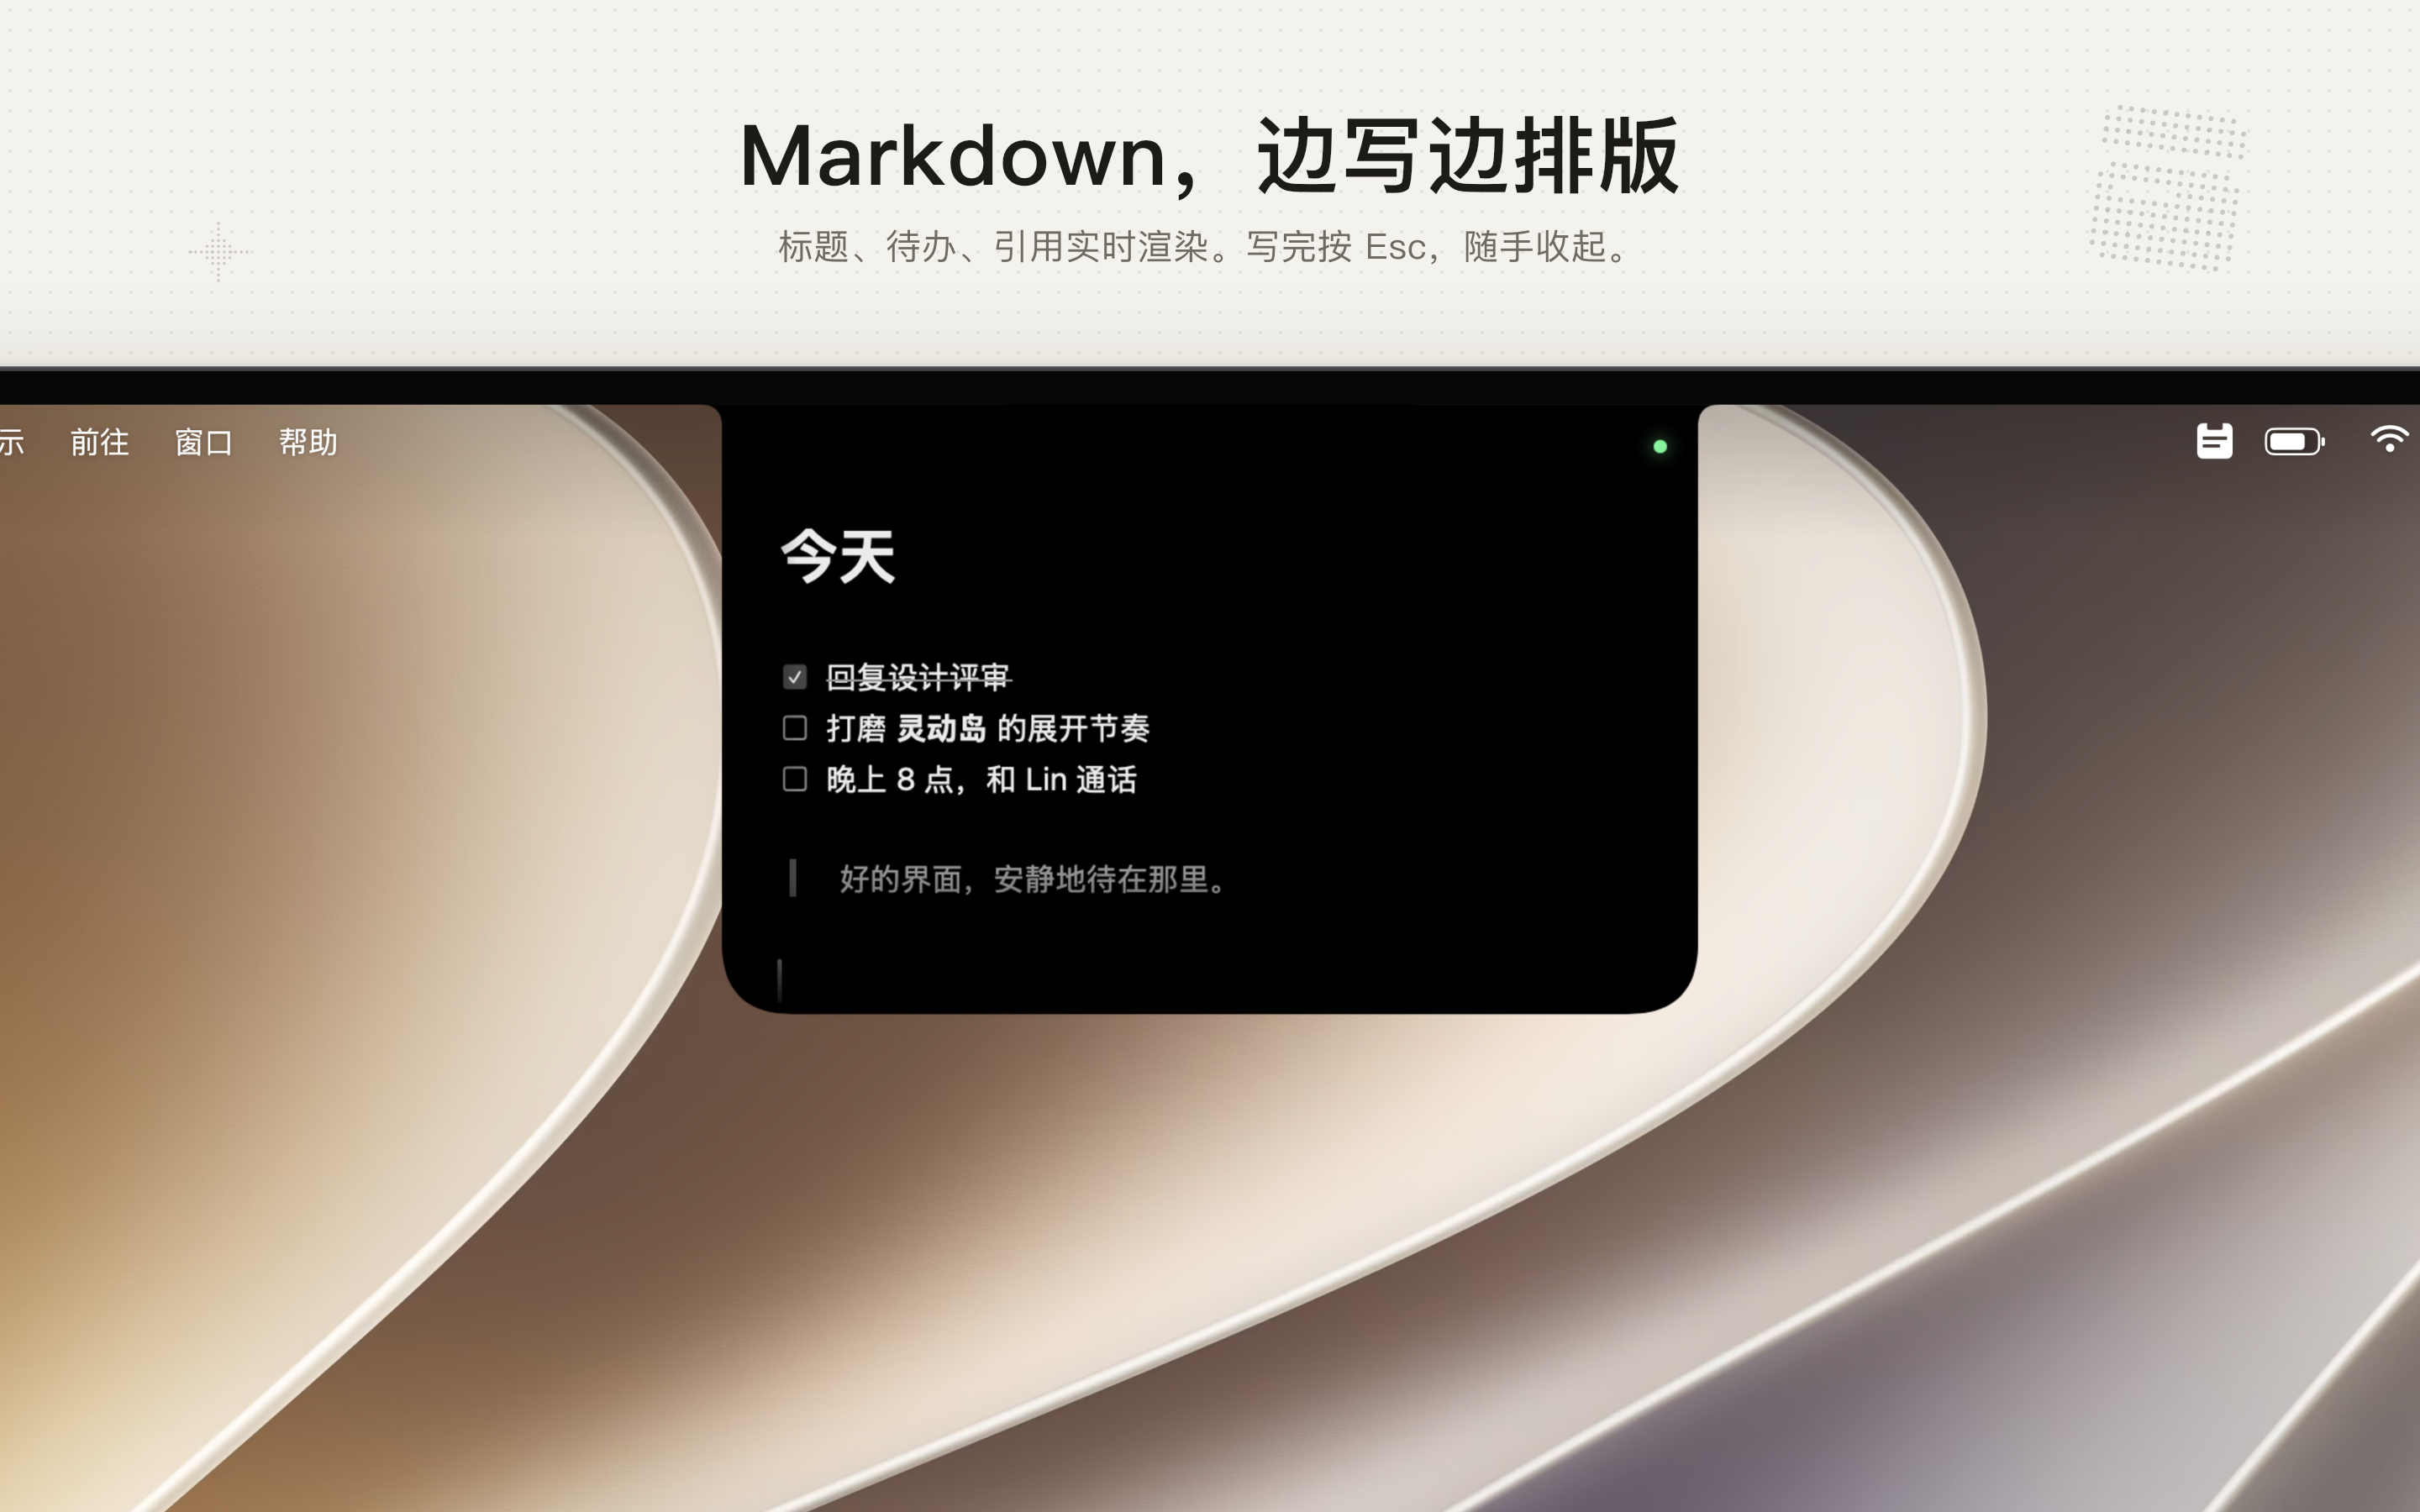 Markdown，边写边排版
标题、待办、引用实时渲染。写完按 Esc，随手收起。
示 前往 窗口 帮助
今天
回复设计评审
打磨 灵动岛 的展开节奏
晚上 8 点，和 Lin 通话
好的界面，安静地待在那里。